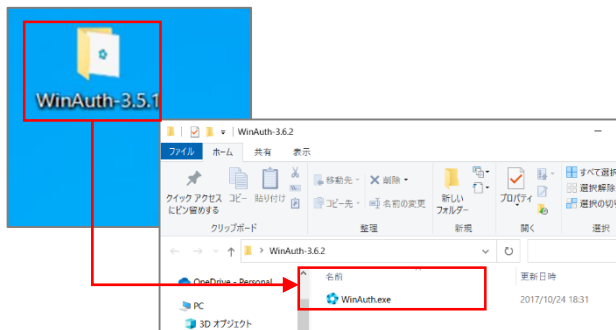 WinAuth-3.5.1
WinAuth-3.6.2
ファイル ホーム 共有 表示
クイック アクセス
にピン留めする
コピー 貼り付け
移動先
コピー先
削除
名前の変更
新しい
フォルダー
プロパティ
すべて選択
選択解除
選択の切り
クリップボード 整理 新規 開く 選択
WinAuth-3.6.2
OneDrive - Personal
名前 更新日時
PC
WinAuth.exe 2017/10/24 18:31
3D オブジェクト